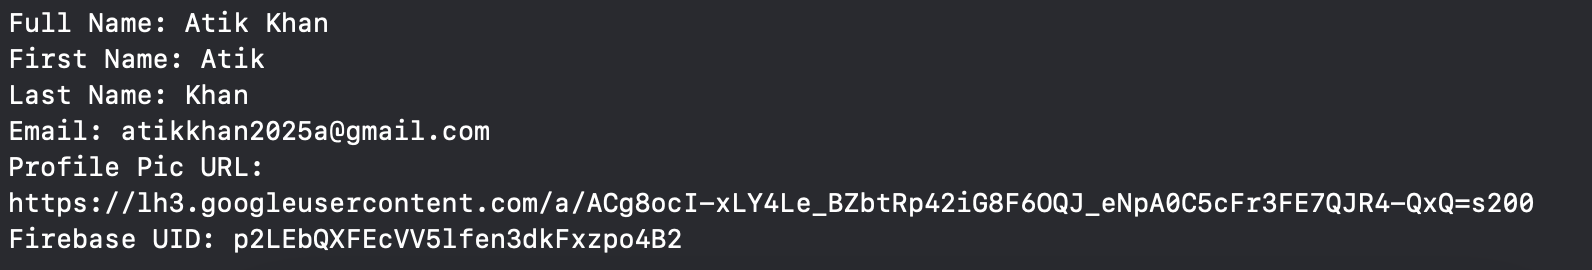 Full Name: Atik Khan
First Name: Atik
Last Name: Khan
Email: atikkhan2025a@gmail.com
Profile Pic URL:
https://lh3.googleusercontent.com/a/ACg8ocI-xLY4Le_BZbtRp42iG8F6OQJ_eNpA0C5cFr3FE7QJR4-QxQ=s200
Firebase UID: p2LEbQXFEcVV5lfen3dkFxzpo4B2